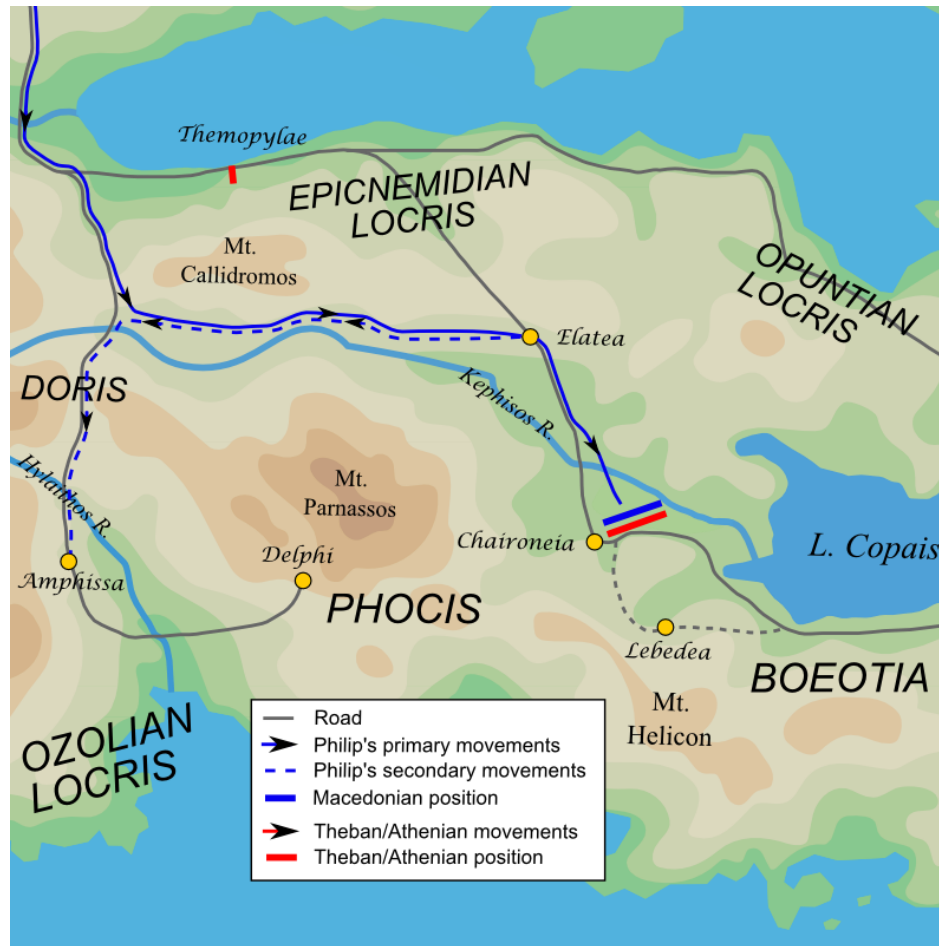 Themopylae
EPICNEMIDIAN
LOCRIS
Mt.
Callidromos
OPUNTIAN
LOCRIS
Elatea
DORIS
Kephisos R.
Hylaithos R.
Mt.
Parnassos
Chaironeia
L. Copais
Delphi
Amphissa
PHOCIS
Lebedea
BOEOTIA
Mt.
Helicon
OZOLIAN
LOCRIS
Road
Philip's primary movements
Philip's secondary movements
Macedonian position
Theban/Athenian movements
Theban/Athenian position